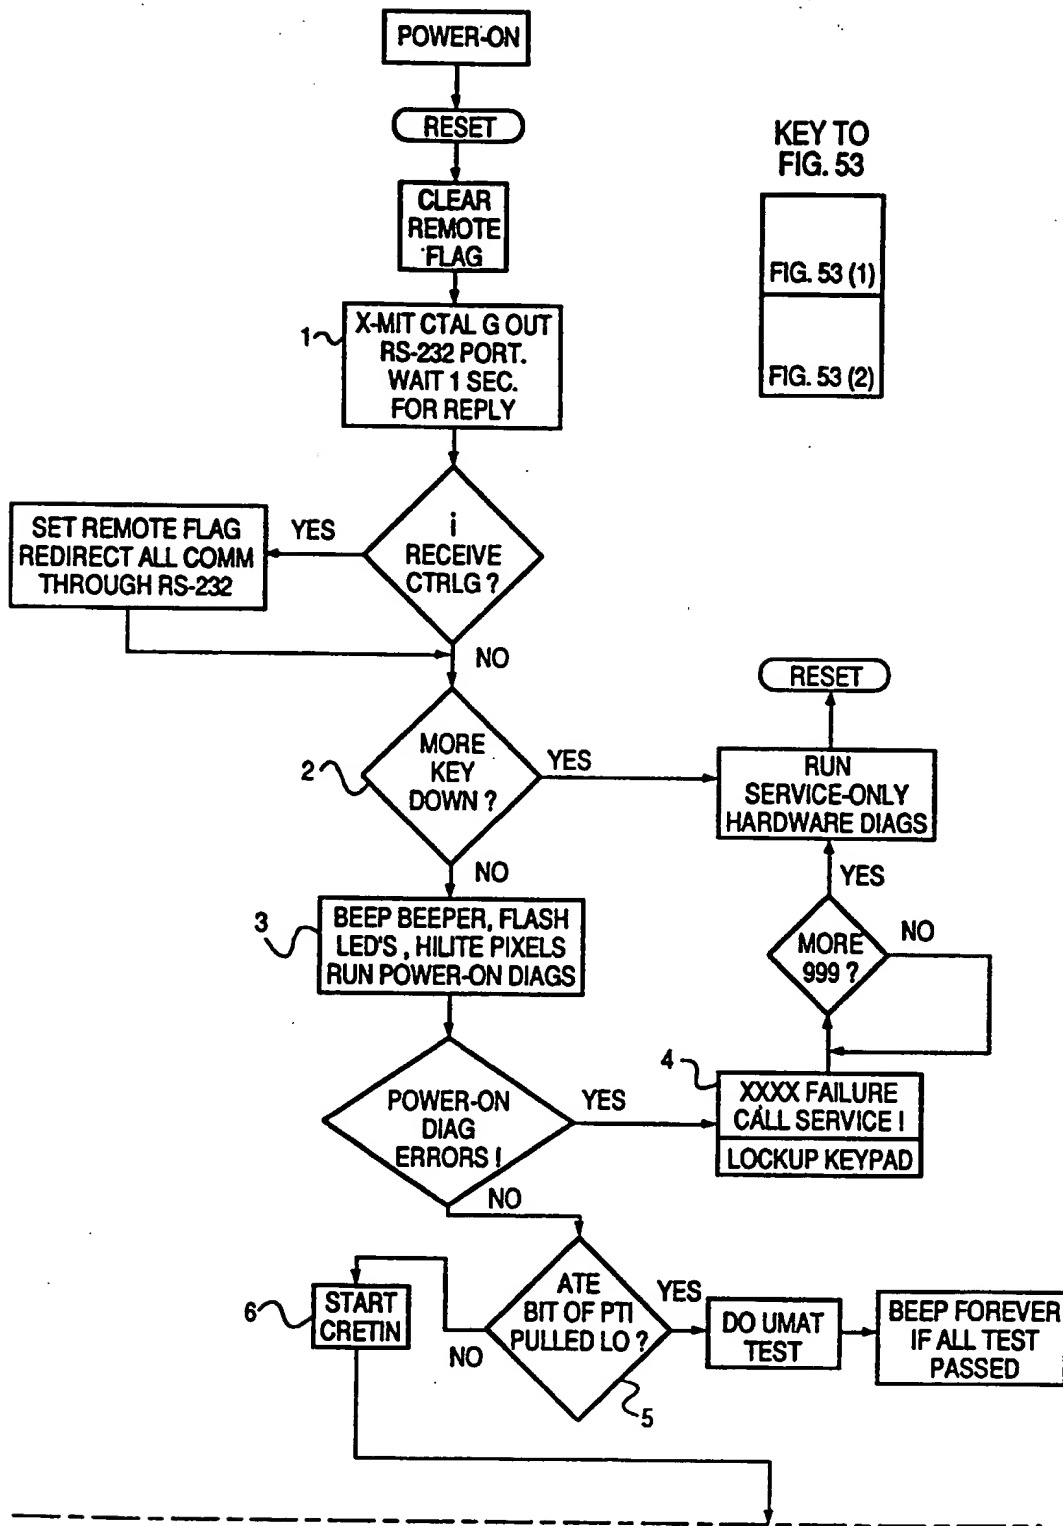 POWER-ON
RESET
CLEAR
REMOTE
FLAG
KEY TO
FIG. 53
FIG. 53 (1)
FIG. 53 (2)
1
X-MIT CTAL G OUT
RS-232 PORT.
WAIT 1 SEC.
FOR REPLY
i
RECEIVE
CTRLG ?
YES
SET REMOTE FLAG
REDIRECT ALL COMM
THROUGH RS-232
NO
2
MORE
KEY
DOWN ?
YES
RESET
RUN
SERVICE-ONLY
HARDWARE DIAGS
NO
YES
3
BEEP BEEPER, FLASH
LED'S , HILITE PIXELS
RUN POWER-ON DIAGS
MORE
999 ?
NO
POWER-ON
DIAG
ERRORS !
YES
4
XXXX FAILURE
CALL SERVICE !
LOCKUP KEYPAD
NO
ATE
BIT OF PTI
PULLED LO ?
5
YES
DO UMAT
TEST
BEEP FOREVER
IF ALL TEST
PASSED
NO
6
START
CRETIN